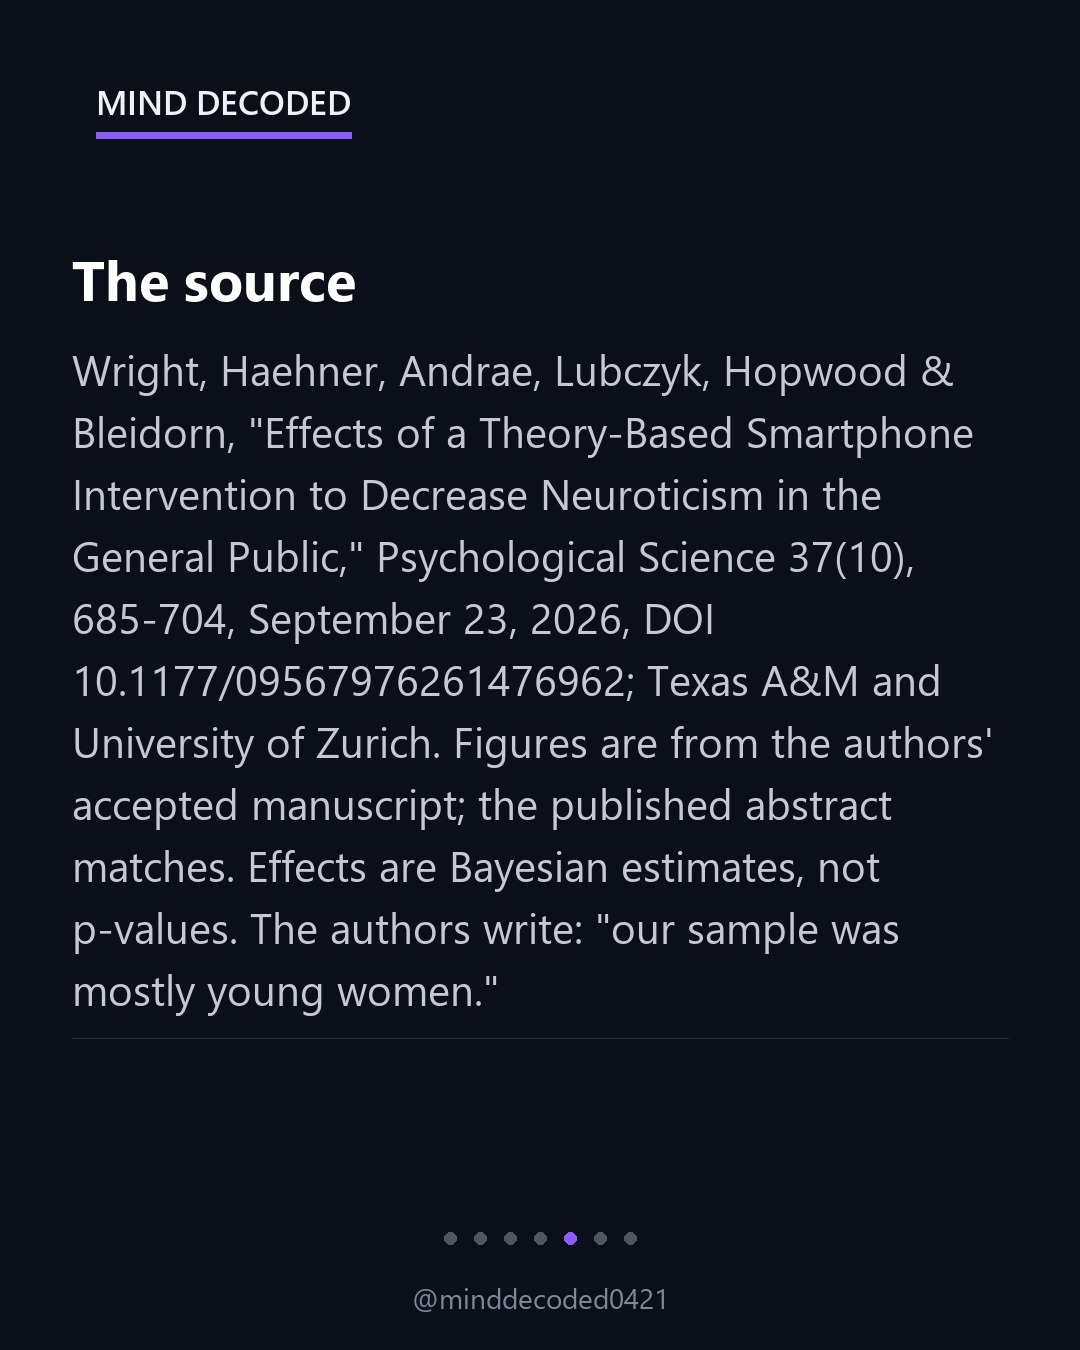 MIND DECODED
The source
Wright, Haehner, Andrae, Lubczyk, Hopwood &
Bleidorn, "Effects of a Theory-Based Smartphone
Intervention to Decrease Neuroticism in the
General Public," Psychological Science 37(10),
685-704, September 23, 2026, DOI
10.1177/09567976261476962; Texas A&M and
University of Zurich. Figures are from the authors'
accepted manuscript; the published abstract
matches. Effects are Bayesian estimates, not
p-values. The authors write: "our sample was
mostly young women."
@minddecoded0421